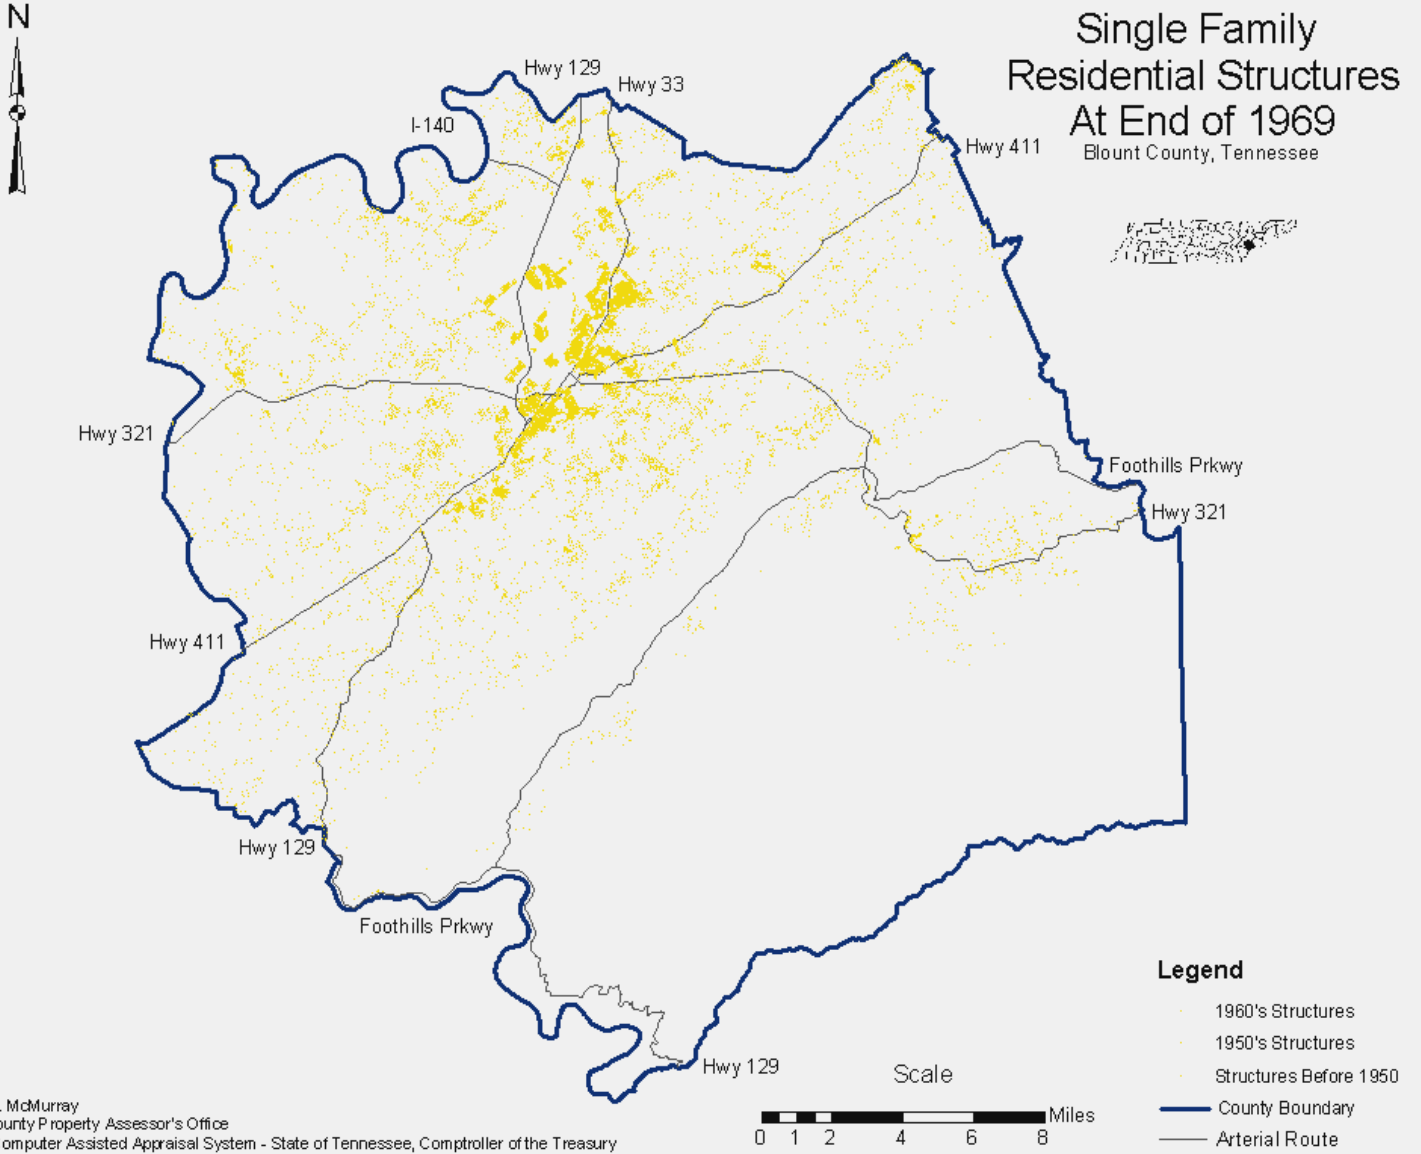 N
Single Family
Residential Structures
At End of 1969
Blount County, Tennessee
Hwy 129
Hwy 33
I-140
Hwy 411
Hwy 321
Foothills Prkwy
Hwy 321
Hwy 411
Hwy 129
Foothills Prkwy
Hwy 129
Legend
1960's Structures
1950's Structures
Structures Before 1950
County Boundary
Arterial Route
Scale
Miles
0 1 2 4 6 8
. McMurray
ounty Property Assessor's Office
omputer Assisted Appraisal System - State of Tennessee, Comptroller of the Treasury